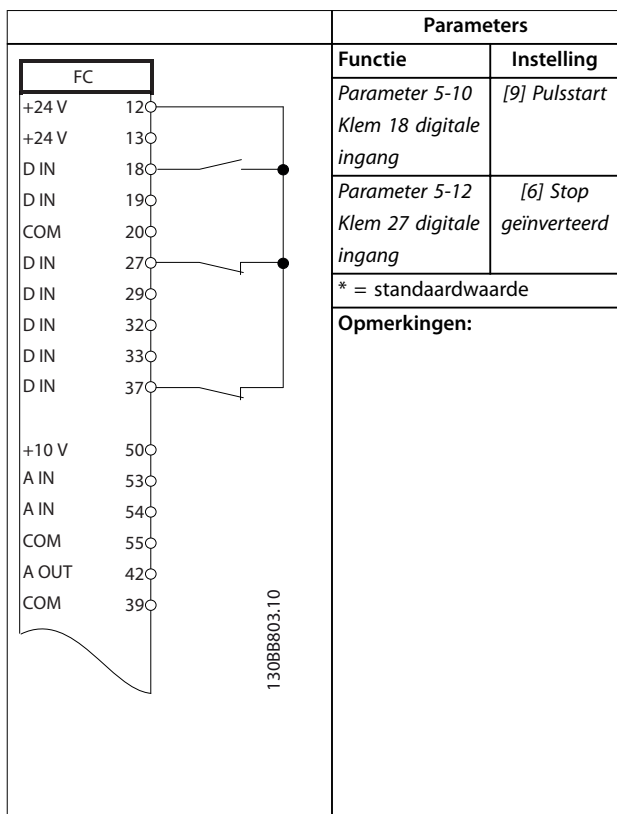 Parameters
Functie Instelling
Parameter 5-10 [9] Pulsstart
Klem 18 digitale
ingang
Parameter 5-12 [6] Stop
Klem 27 digitale geïnverteerd
ingang
* = standaardwaarde
Opmerkingen:
FC
+24 V 12
+24 V 13
D IN 18
D IN 19
COM 20
D IN 27
D IN 29
D IN 32
D IN 33
D IN 37
+10 V 50
A IN 53
A IN 54
COM 55
A OUT 42
COM 39
130BB803.10